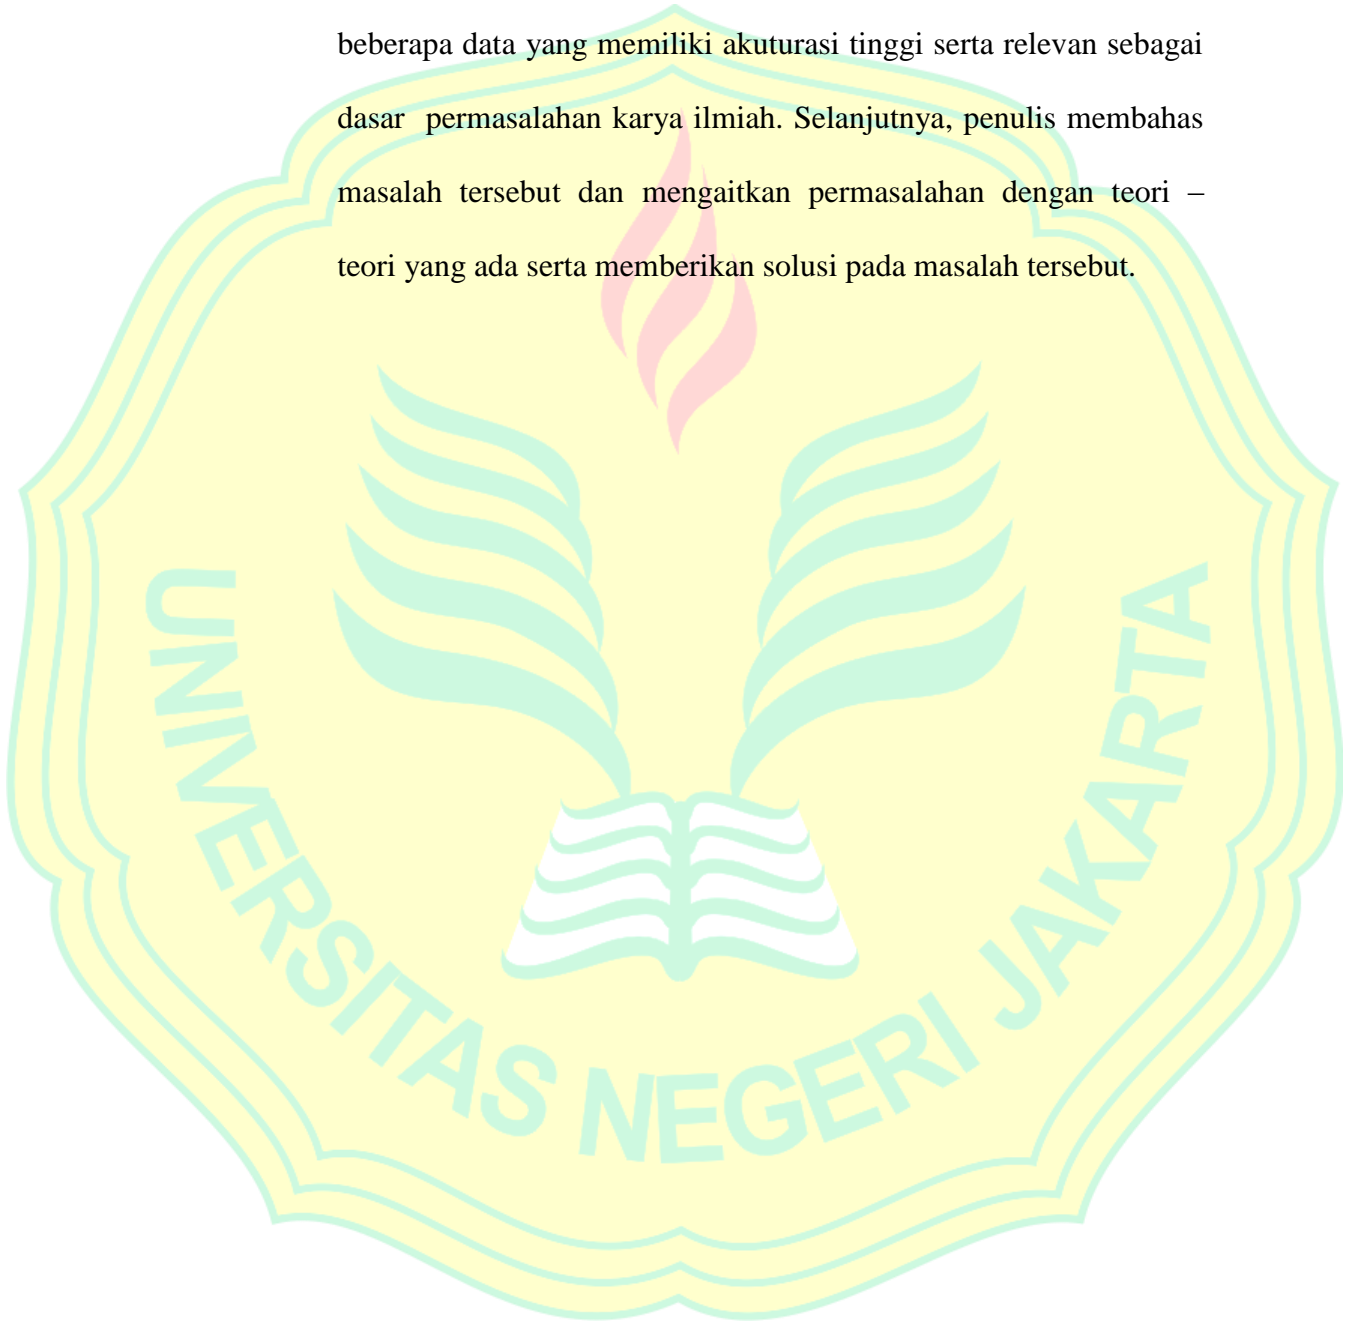 beberapa data yang memiliki akuturasi tinggi serta relevan sebagai
dasar permasalahan karya ilmiah. Selanjutnya, penulis membahas
masalah tersebut dan mengaitkan permasalahan dengan teori –
teori yang ada serta memberikan solusi pada masalah tersebut.
UNIVERSITAS NEGERI JAKARTA